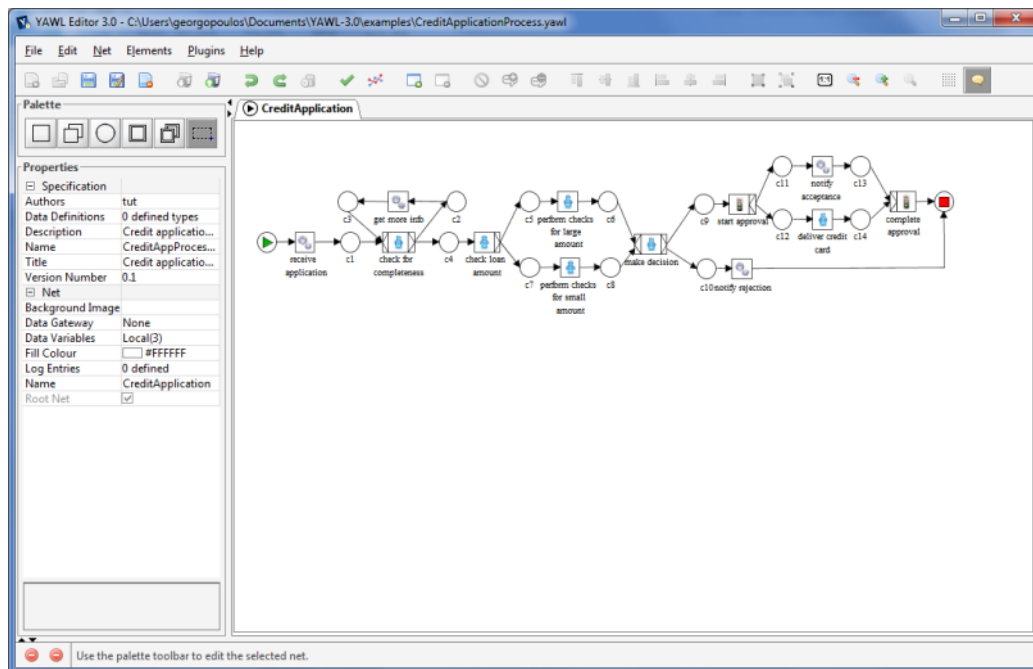 YAWL Editor 3.0 - C:\Users\georgopoulos\Documents\YAWL-3.0\examples\CreditApplicationProcess.yawl
File Edit Net Elements Plugins Help
1:1
Palette
CreditApplication
Properties
Specification
Authors tut
Data Definitions 0 defined types
Description Credit applicatio...
Name CreditAppProces...
Title Credit applicatio...
Version Number 0.1
Net
Background Image
Data Gateway None
Data Variables Local(3)
Fill Colour #FFFFFF
Log Entries 0 defined
Name CreditApplication
Root Net
receive
application
c1
c3
get more info
c2
check for
completeness
c4
check loan
amount
c5
perform checks
for large
amount
c6
c7
perform checks
for small
amount
c8
make decision
c9
start approval
c10
notify rejection
c11
notify
acceptance
c13
c12
deliver credit
card
c14
complete
approval
Use the palette toolbar to edit the selected net.